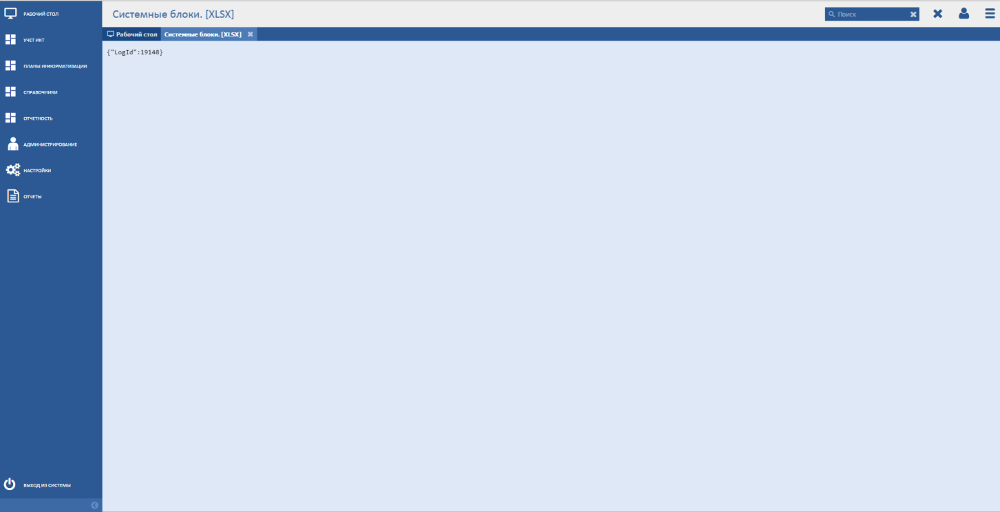 РАБОЧИЙ СТОЛ
УЧЕТ ИКТ
ПЛАНЫ ИНФОРМАТИЗАЦИИ
СПРАВОЧНИКИ
ОТЧЕТНОСТЬ
АДМИНИСТРИРОВАНИЕ
НАСТРОЙКИ
ОТЧЕТЫ
ВЫХОД ИЗ СИСТЕМЫ
Системные блоки. [XLSX]
Поиск
Рабочий стол Системные блоки. [XLSX]
{"LogId":19148}